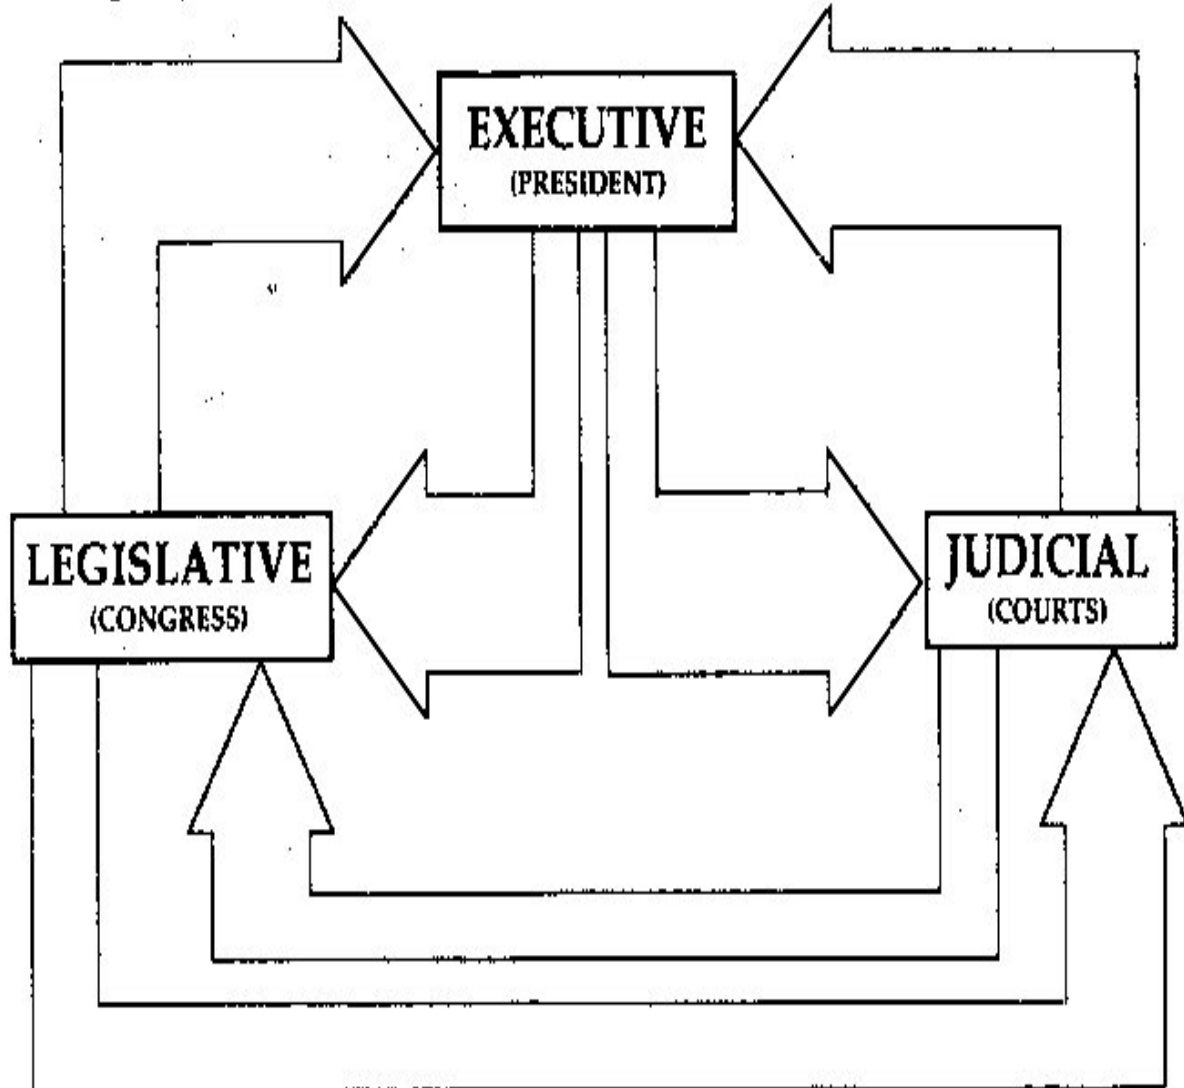 EXECUTIVE
(PRESIDENT)
LEGISLATIVE
(CONGRESS)
JUDICIAL
(COURTS)